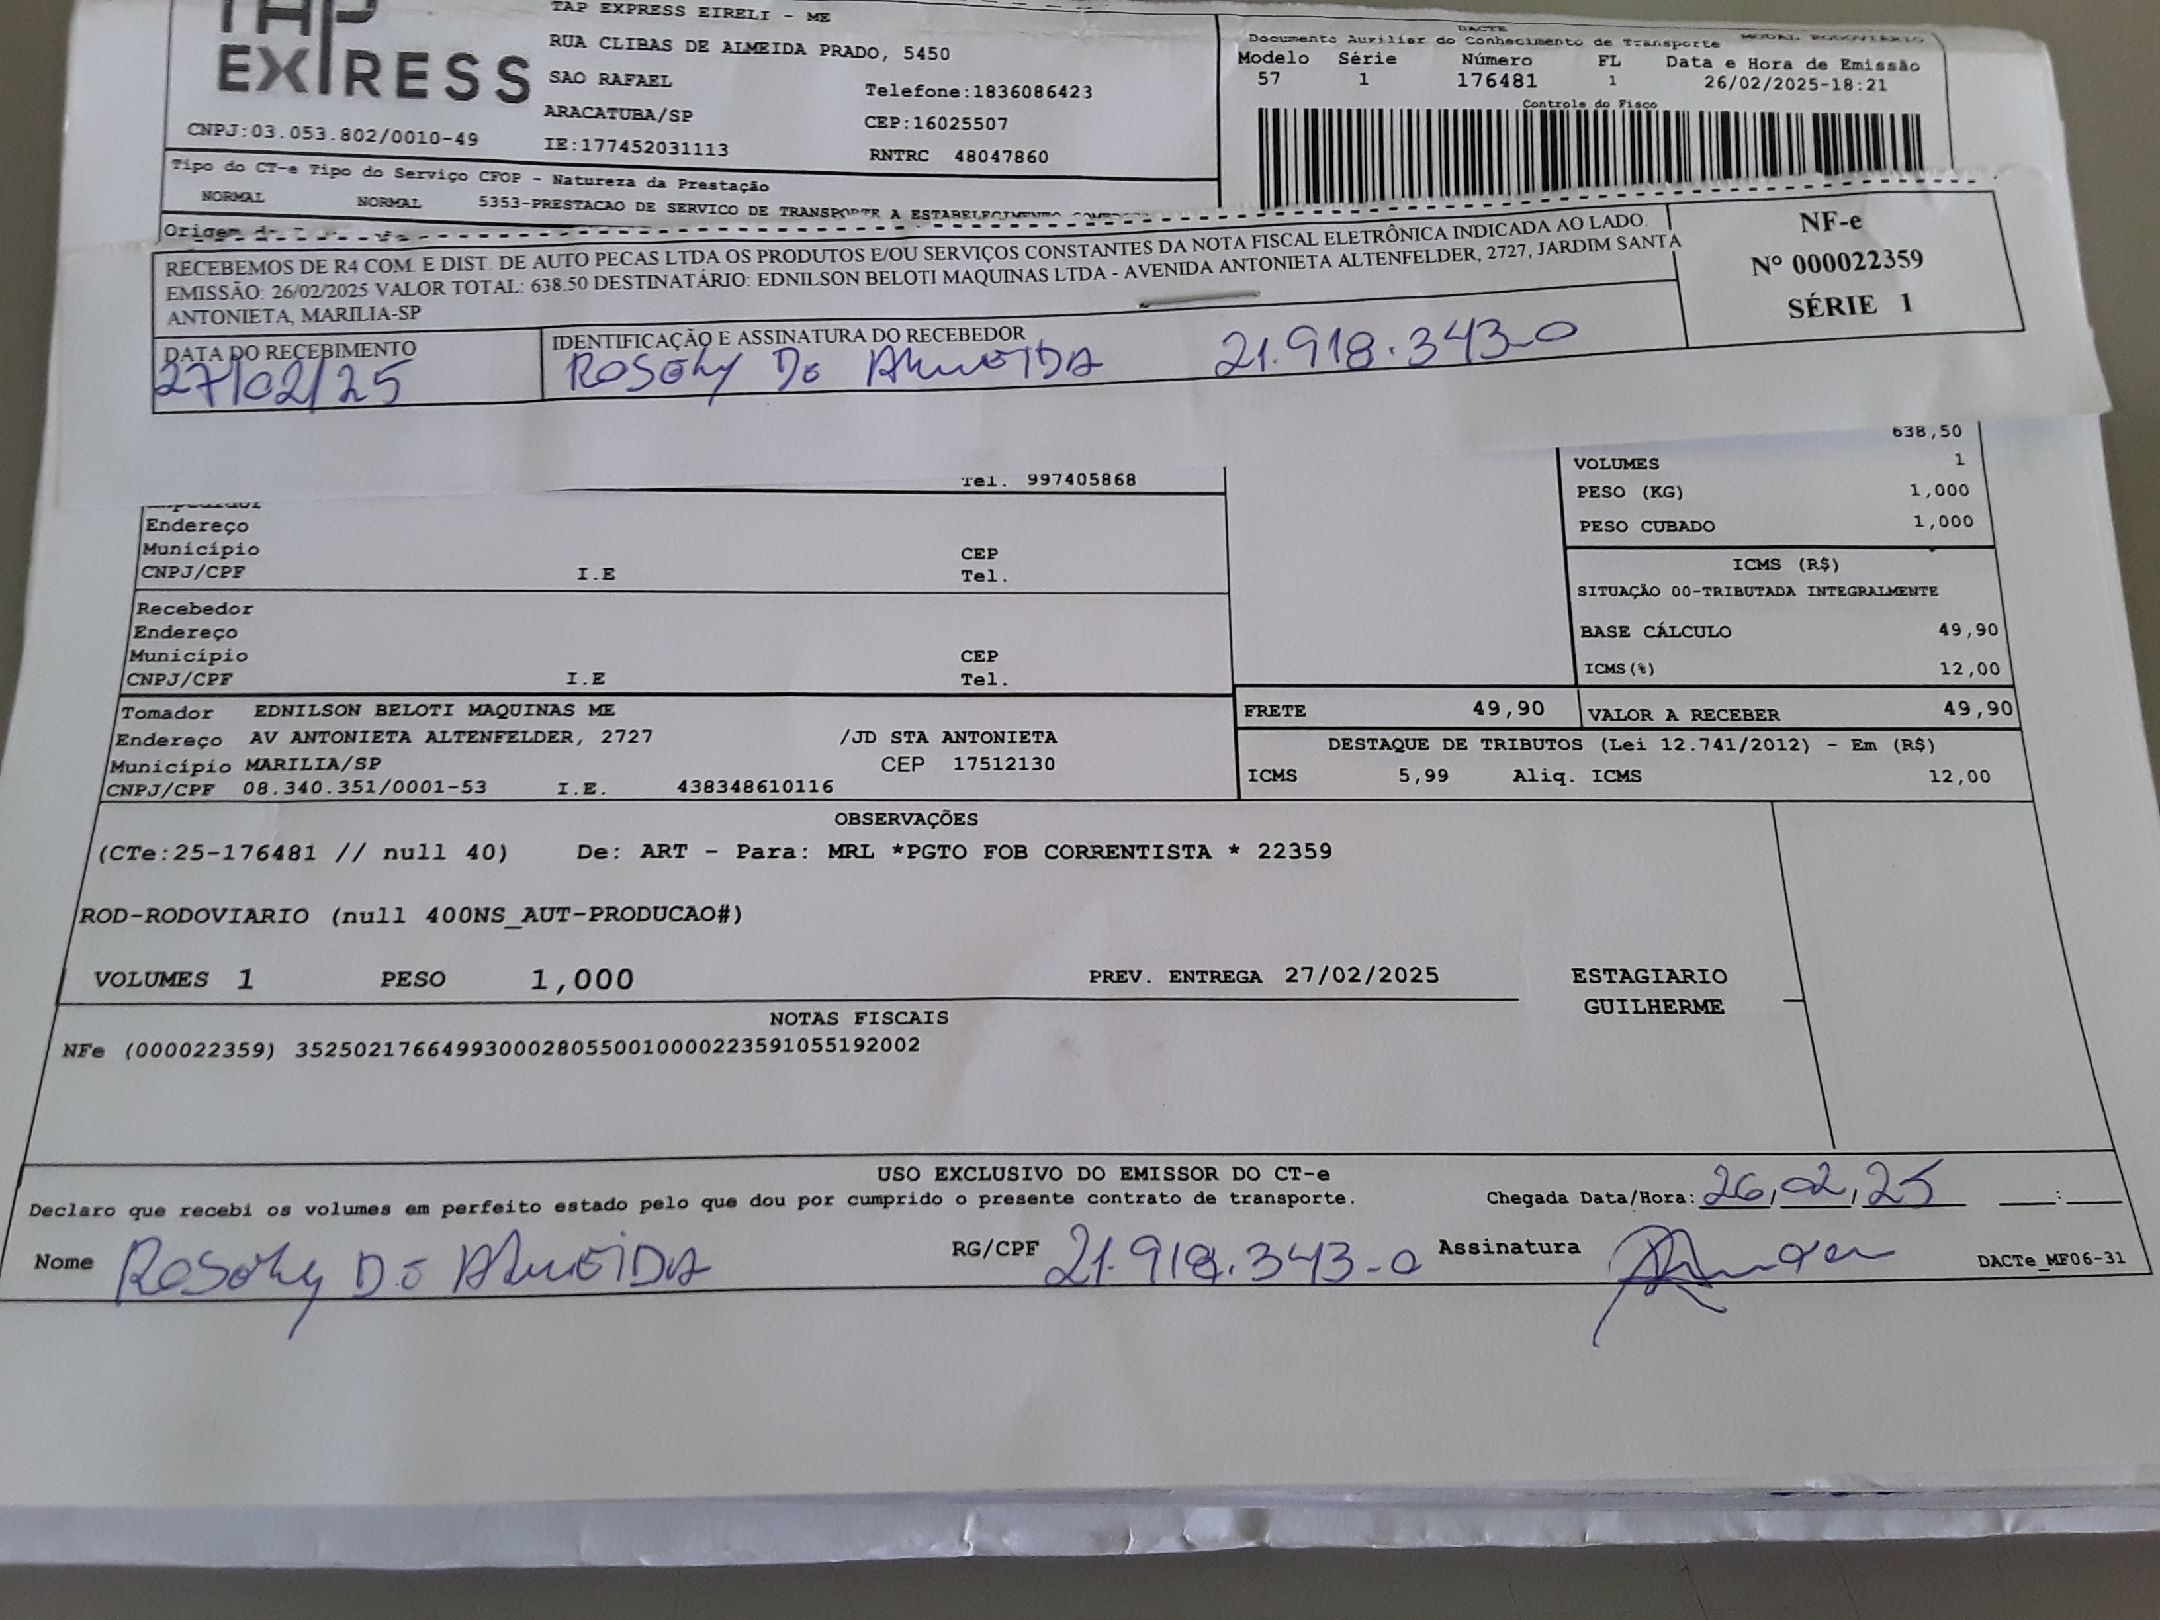 TAP
EXPRESS
TAP EXPRESS EIRELI - ME
RUA CLIBAS DE ALMEIDA PRADO, 5450
SAO RAFAEL
Telefone:1836086423
ARACATUBA/SP
CEP:16025507
CNPJ:03.053.802/0010-49
IE:177452031113
RNTRC 48047860
DACTE
MODAL RODOVIÁRIO
Documento Auxiliar do Conhecimento de Transporte
Modelo Série Número FL Data e Hora de Emissão
57 1 176481 1 26/02/2025-18:21
Controle do Fisco
Tipo do CT-e Tipo do Serviço CFOP - Natureza da Prestação
NORMAL NORMAL 5353-PRESTACAO DE SERVICO DE TRANSPORTE A ESTABELECIMENTO
Origem
RECEBEMOS DE R4 COM. E DIST. DE AUTO PECAS LTDA OS PRODUTOS E/OU SERVIÇOS CONSTANTES DA NOTA FISCAL ELETRÔNICA INDICADA AO LADO.
EMISSÃO: 26/02/2025 VALOR TOTAL: 638.50 DESTINATÁRIO: EDNILSON BELOTI MAQUINAS LTDA - AVENIDA ANTONIETA ALTENFELDER, 2727, JARDIM SANTA
ANTONIETA, MARILIA-SP
NF-e
Nº 000022359
SÉRIE 1
DATA DO RECEBIMENTO
27/02/25
IDENTIFICAÇÃO E ASSINATURA DO RECEBEDOR
ROSELY DE ALMEIDA 21.918.343-0
638,50
Tel. 997405868
VOLUMES 1
PESO (KG) 1,000
PESO CUBADO 1,000
Endereço
Município CEP
CNPJ/CPF I.E Tel.
Recebedor
Endereço
Município CEP
CNPJ/CPF I.E Tel.
ICMS (R$)
SITUAÇÃO 00-TRIBUTADA INTEGRALMENTE
BASE CÁLCULO 49,90
ICMS(%) 12,00
Tomador EDNILSON BELOTI MAQUINAS ME
Endereço AV ANTONIETA ALTENFELDER, 2727 /JD STA ANTONIETA
Município MARILIA/SP CEP 17512130
CNPJ/CPF 08.340.351/0001-53 I.E. 438348610116
FRETE 49,90 VALOR A RECEBER 49,90
DESTAQUE DE TRIBUTOS (Lei 12.741/2012) - Em (R$)
ICMS 5,99 Aliq. ICMS 12,00
OBSERVAÇÕES
(CTe:25-176481 // null 40) De: ART - Para: MRL *PGTO FOB CORRENTISTA * 22359
ROD-RODOVIARIO (null 400NS_AUT-PRODUCAO#)
VOLUMES 1 PESO 1,000 PREV. ENTREGA 27/02/2025
ESTAGIARIO
GUILHERME
NOTAS FISCAIS
NFe (000022359) 35250217664993000280550010000223591055192002
USO EXCLUSIVO DO EMISSOR DO CT-e
Declaro que recebi os volumes em perfeito estado pelo que dou por cumprido o presente contrato de transporte.
Chegada Data/Hora: 26,02,25 __:__
Nome ROSELY DE ALMEIDA RG/CPF 21.918.343-0 Assinatura
DACTe_MF06-31